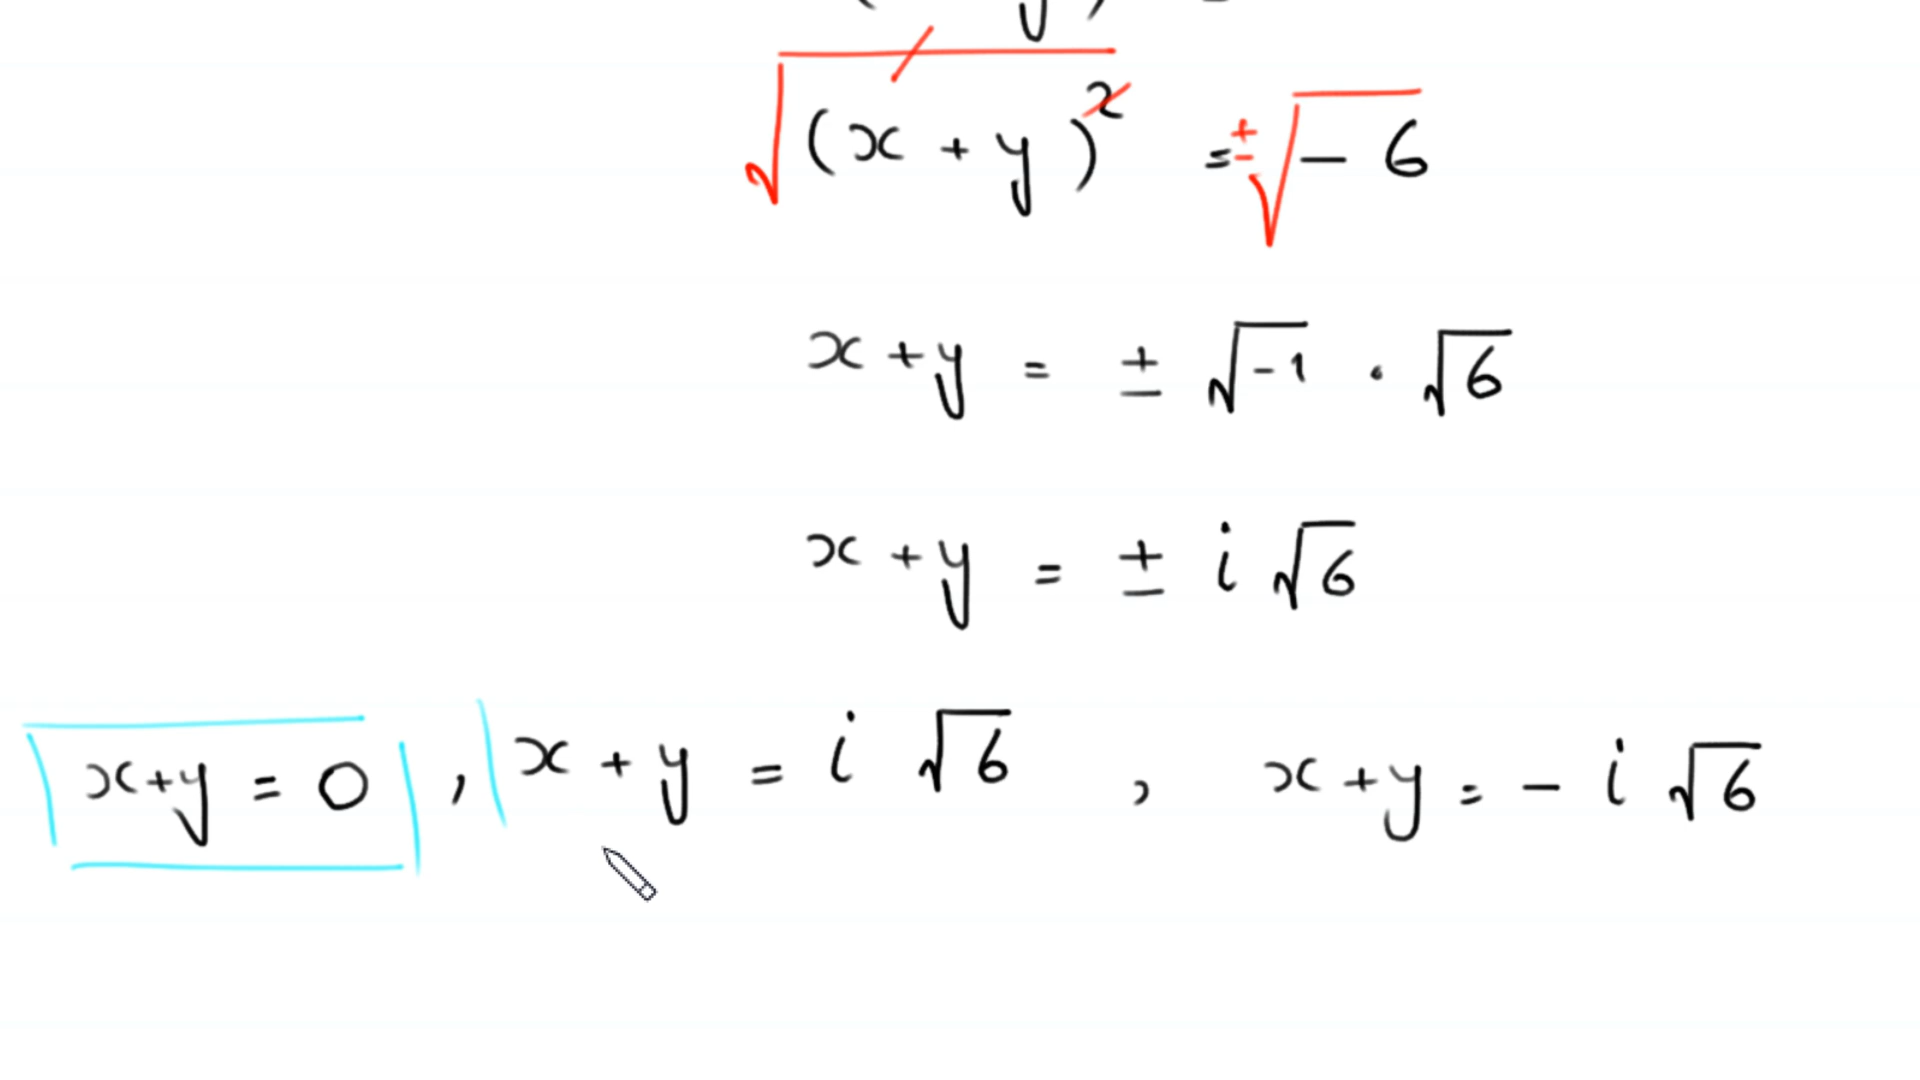 √(x + y)² = ± √- 6
x + y = ± √-1 · √6
x + y = ± i √6
x + y = 0 , x + y = i √6 , x + y = - i √6